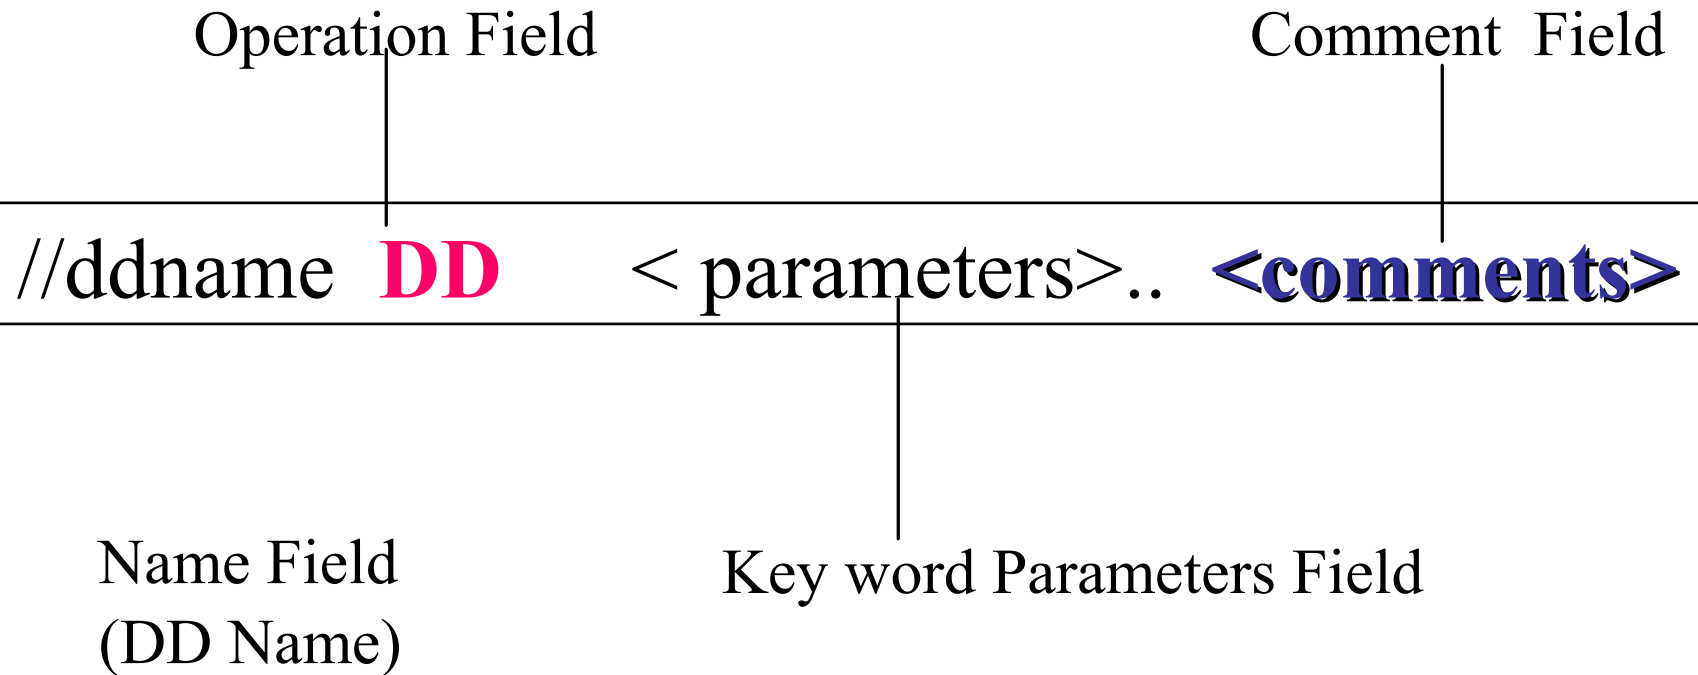 Operation Field
Comment Field
//ddname DD < parameters>.. <comments>
Name Field
(DD Name)
Key word Parameters Field